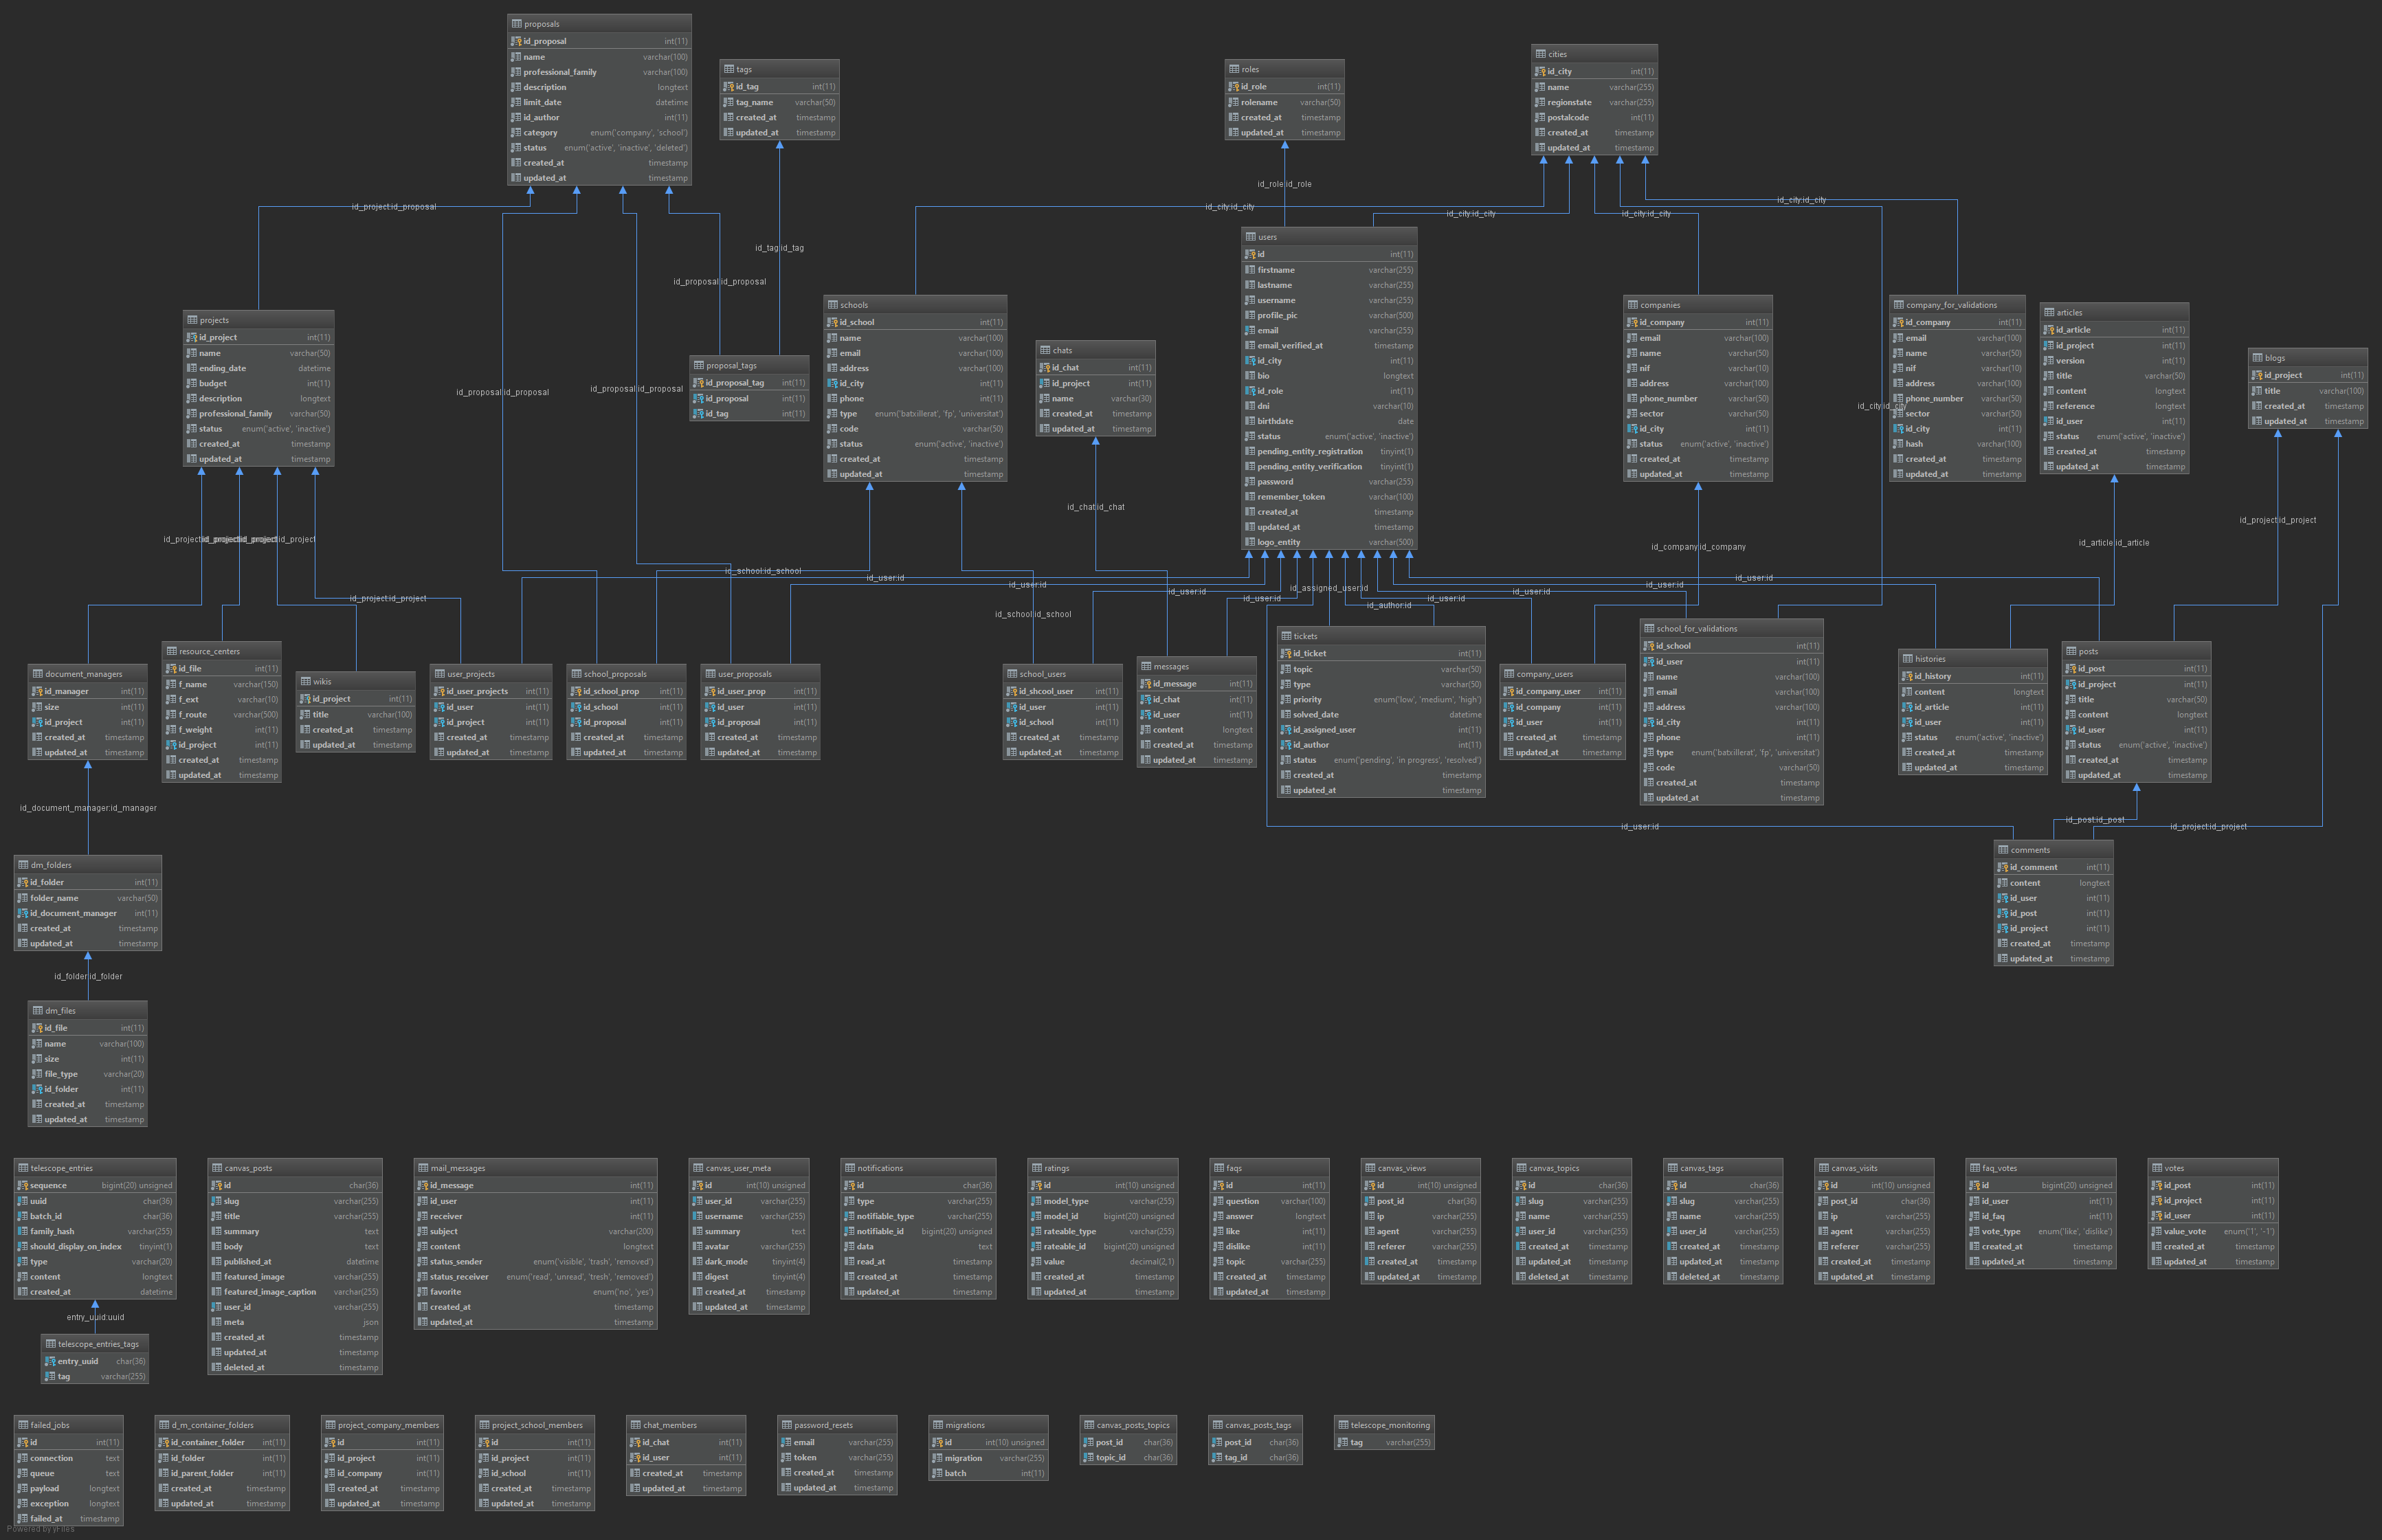 proposals
id_proposal int(11)
name varchar(100)
professional_family varchar(100)
description longtext
limit_date datetime
id_author int(11)
category enum('company', 'school')
status enum('active', 'inactive', 'deleted')
created_at timestamp
updated_at timestamp
tags
id_tag int(11)
tag_name varchar(50)
created_at timestamp
updated_at timestamp
roles
id_role int(11)
rolename varchar(50)
created_at timestamp
updated_at timestamp
cities
id_city int(11)
name varchar(255)
regionstate varchar(255)
postalcode int(11)
created_at timestamp
updated_at timestamp
id_project:id_proposal
id_role:id_role
id_city:id_city
id_city:id_city
id_city:id_city
id_city:id_city
id_tag:id_tag
id_proposal:id_proposal
users
id int(11)
firstname varchar(255)
lastname varchar(255)
username varchar(255)
profile_pic varchar(500)
email varchar(255)
email_verified_at timestamp
id_city int(11)
bio longtext
id_role int(11)
dni varchar(10)
birthdate date
status enum('active', 'inactive')
pending_entity_registration tinyint(1)
pending_entity_verification tinyint(1)
password varchar(255)
remember_token varchar(100)
created_at timestamp
updated_at timestamp
logo_entity varchar(500)
projects
id_project int(11)
name varchar(50)
ending_date datetime
budget int(11)
description longtext
professional_family varchar(50)
status enum('active', 'inactive')
created_at timestamp
updated_at timestamp
id_proposal:id_proposal
id_proposal:id_proposal
proposal_tags
id_proposal_tag int(11)
id_proposal int(11)
id_tag int(11)
schools
id_school int(11)
name varchar(100)
email varchar(100)
address varchar(100)
id_city int(11)
phone int(11)
type enum('batxillerat', 'fp', 'universitat')
code varchar(50)
status enum('active', 'inactive')
created_at timestamp
updated_at timestamp
chats
id_chat int(11)
id_project int(11)
name varchar(30)
created_at timestamp
updated_at timestamp
companies
id_company int(11)
email varchar(100)
name varchar(50)
nif varchar(10)
address varchar(100)
phone_number varchar(50)
sector varchar(50)
id_city int(11)
status enum('active', 'inactive')
created_at timestamp
updated_at timestamp
id_city:id_city
company_for_validations
id_company int(11)
email varchar(100)
name varchar(50)
nif varchar(10)
address varchar(100)
phone_number varchar(50)
sector varchar(50)
id_city int(11)
hash varchar(100)
created_at timestamp
updated_at timestamp
articles
id_article int(11)
id_project int(11)
version int(11)
title varchar(50)
content longtext
reference longtext
id_user int(11)
status enum('active', 'inactive')
created_at timestamp
updated_at timestamp
blogs
id_project int(11)
title varchar(100)
created_at timestamp
updated_at timestamp
id_project:id_project
id_project:id_project
id_chat:id_chat
id_company:id_company
id_article:id_article
id_project:id_project
id_school:id_school
id_user:id
id_user:id
id_user:id
id_user:id
id_assigned_user:id
id_author:id
id_user:id
id_user:id
id_user:id
id_project:id_project
id_school:id_school
document_managers
id_manager int(11)
size int(11)
id_project int(11)
created_at timestamp
updated_at timestamp
resource_centers
id_file int(11)
f_name varchar(150)
f_ext varchar(10)
f_route varchar(500)
f_weight int(11)
id_project int(11)
created_at timestamp
updated_at timestamp
wikis
id_project int(11)
title varchar(100)
created_at timestamp
updated_at timestamp
user_projects
id_user_projects int(11)
id_user int(11)
id_project int(11)
created_at timestamp
updated_at timestamp
school_proposals
id_school_prop int(11)
id_school int(11)
id_proposal int(11)
created_at timestamp
updated_at timestamp
user_proposals
id_user_prop int(11)
id_user int(11)
id_proposal int(11)
created_at timestamp
updated_at timestamp
school_users
id_shcool_user int(11)
id_user int(11)
id_school int(11)
created_at timestamp
updated_at timestamp
messages
id_message int(11)
id_chat int(11)
id_user int(11)
content longtext
created_at timestamp
updated_at timestamp
tickets
id_ticket int(11)
topic varchar(50)
type varchar(50)
priority enum('low', 'medium', 'high')
solved_date datetime
id_assigned_user int(11)
id_author int(11)
status enum('pending', 'in progress', 'resolved')
created_at timestamp
updated_at timestamp
company_users
id_company_user int(11)
id_company int(11)
id_user int(11)
created_at timestamp
updated_at timestamp
school_for_validations
id_school int(11)
id_user int(11)
name varchar(100)
email varchar(100)
address varchar(100)
id_city int(11)
phone int(11)
type enum('batxillerat', 'fp', 'universitat')
code varchar(50)
created_at timestamp
updated_at timestamp
histories
id_history int(11)
content longtext
id_article int(11)
id_user int(11)
status enum('active', 'inactive')
created_at timestamp
updated_at timestamp
posts
id_post int(11)
id_project int(11)
title varchar(50)
content longtext
id_user int(11)
status enum('active', 'inactive')
created_at timestamp
updated_at timestamp
id_document_manager:id_manager
id_user:id
id_post:id_post
id_project:id_project
dm_folders
id_folder int(11)
folder_name varchar(50)
id_document_manager int(11)
created_at timestamp
updated_at timestamp
comments
id_comment int(11)
content longtext
id_user int(11)
id_post int(11)
id_project int(11)
created_at timestamp
updated_at timestamp
id_folder:id_folder
dm_files
id_file int(11)
name varchar(100)
size int(11)
file_type varchar(20)
id_folder int(11)
created_at timestamp
updated_at timestamp
telescope_entries
sequence bigint(20) unsigned
uuid char(36)
batch_id char(36)
family_hash varchar(255)
should_display_on_index tinyint(1)
type varchar(20)
content longtext
created_at datetime
entry_uuid:uuid
telescope_entries_tags
entry_uuid char(36)
tag varchar(255)
canvas_posts
id char(36)
slug varchar(255)
title varchar(255)
summary text
body text
published_at datetime
featured_image varchar(255)
featured_image_caption varchar(255)
user_id varchar(255)
meta json
created_at timestamp
updated_at timestamp
deleted_at timestamp
mail_messages
id_message int(11)
id_user int(11)
receiver int(11)
subject varchar(200)
content longtext
status_sender enum('visible', 'trash', 'removed')
status_receiver enum('read', 'unread', 'tresh', 'removed')
favorite enum('no', 'yes')
created_at timestamp
updated_at timestamp
canvas_user_meta
id int(10) unsigned
user_id varchar(255)
username varchar(255)
summary text
avatar varchar(255)
dark_mode tinyint(4)
digest tinyint(4)
created_at timestamp
updated_at timestamp
notifications
id char(36)
type varchar(255)
notifiable_type varchar(255)
notifiable_id bigint(20) unsigned
data text
read_at timestamp
created_at timestamp
updated_at timestamp
ratings
id int(10) unsigned
model_type varchar(255)
model_id bigint(20) unsigned
rateable_type varchar(255)
rateable_id bigint(20) unsigned
value decimal(2,1)
created_at timestamp
updated_at timestamp
faqs
id int(11)
question varchar(100)
answer longtext
like int(11)
dislike int(11)
topic varchar(255)
created_at timestamp
updated_at timestamp
canvas_views
id int(10) unsigned
post_id char(36)
ip varchar(255)
agent varchar(255)
referer varchar(255)
created_at timestamp
updated_at timestamp
canvas_topics
id char(36)
slug varchar(255)
name varchar(255)
user_id varchar(255)
created_at timestamp
updated_at timestamp
deleted_at timestamp
canvas_tags
id char(36)
slug varchar(255)
name varchar(255)
user_id varchar(255)
created_at timestamp
updated_at timestamp
deleted_at timestamp
canvas_visits
id int(10) unsigned
post_id char(36)
ip varchar(255)
agent varchar(255)
referer varchar(255)
created_at timestamp
updated_at timestamp
faq_votes
id bigint(20) unsigned
id_user int(11)
id_faq int(11)
vote_type enum('like', 'dislike')
created_at timestamp
updated_at timestamp
votes
id_post int(11)
id_project int(11)
id_user int(11)
value_vote enum('1', '-1')
created_at timestamp
updated_at timestamp
failed_jobs
id int(11)
connection text
queue text
payload longtext
exception longtext
failed_at timestamp
d_m_container_folders
id_container_folder int(11)
id_folder int(11)
id_parent_folder int(11)
created_at timestamp
updated_at timestamp
project_company_members
id int(11)
id_project int(11)
id_company int(11)
created_at timestamp
updated_at timestamp
project_school_members
id int(11)
id_project int(11)
id_school int(11)
created_at timestamp
updated_at timestamp
chat_members
id_chat int(11)
id_user int(11)
created_at timestamp
updated_at timestamp
password_resets
email varchar(255)
token varchar(255)
created_at timestamp
updated_at timestamp
migrations
id int(10) unsigned
migration varchar(255)
batch int(11)
canvas_posts_topics
post_id char(36)
topic_id char(36)
canvas_posts_tags
post_id char(36)
tag_id char(36)
telescope_monitoring
tag varchar(255)
Powered by yFiles